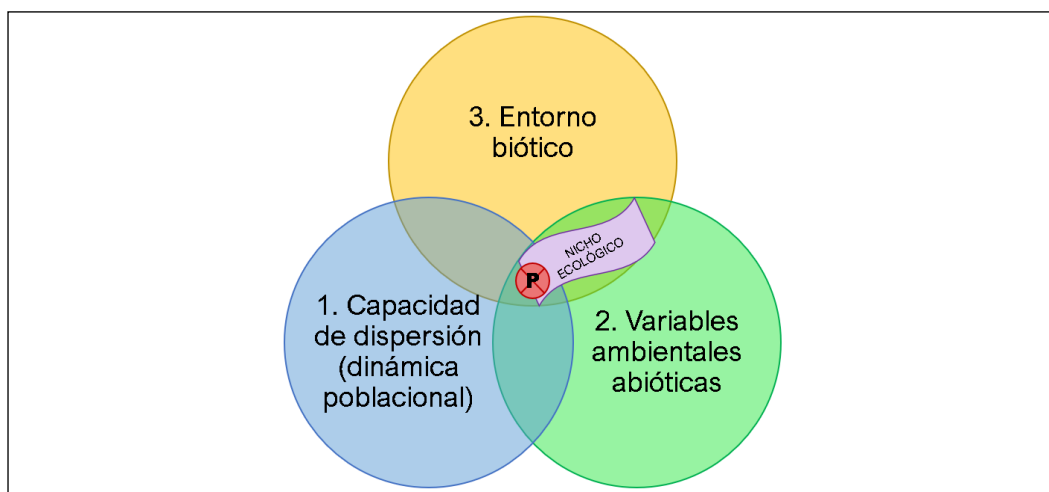 3. Entorno
biótico
NICHO
ECOLÓGICO
P
1. Capacidad
de dispersión
(dinámica
poblacional)
2. Variables
ambientales
abióticas